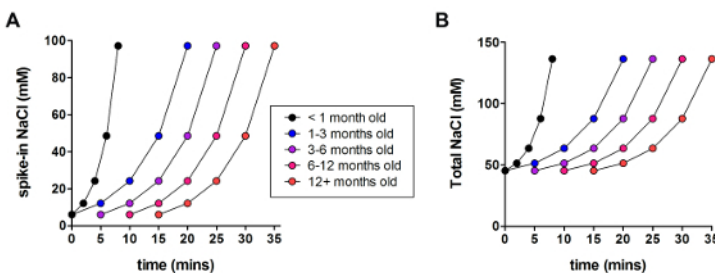 A
spike-in NaCl (mM)
100
80
60
40
20
0
0 5 10 15 20 25 30 35
time (mins)
< 1 month old
1-3 months old
3-6 months old
6-12 months old
12+ months old
B
Total NaCl (mM)
150
100
50
0
0 5 10 15 20 25 30 35
time (mins)